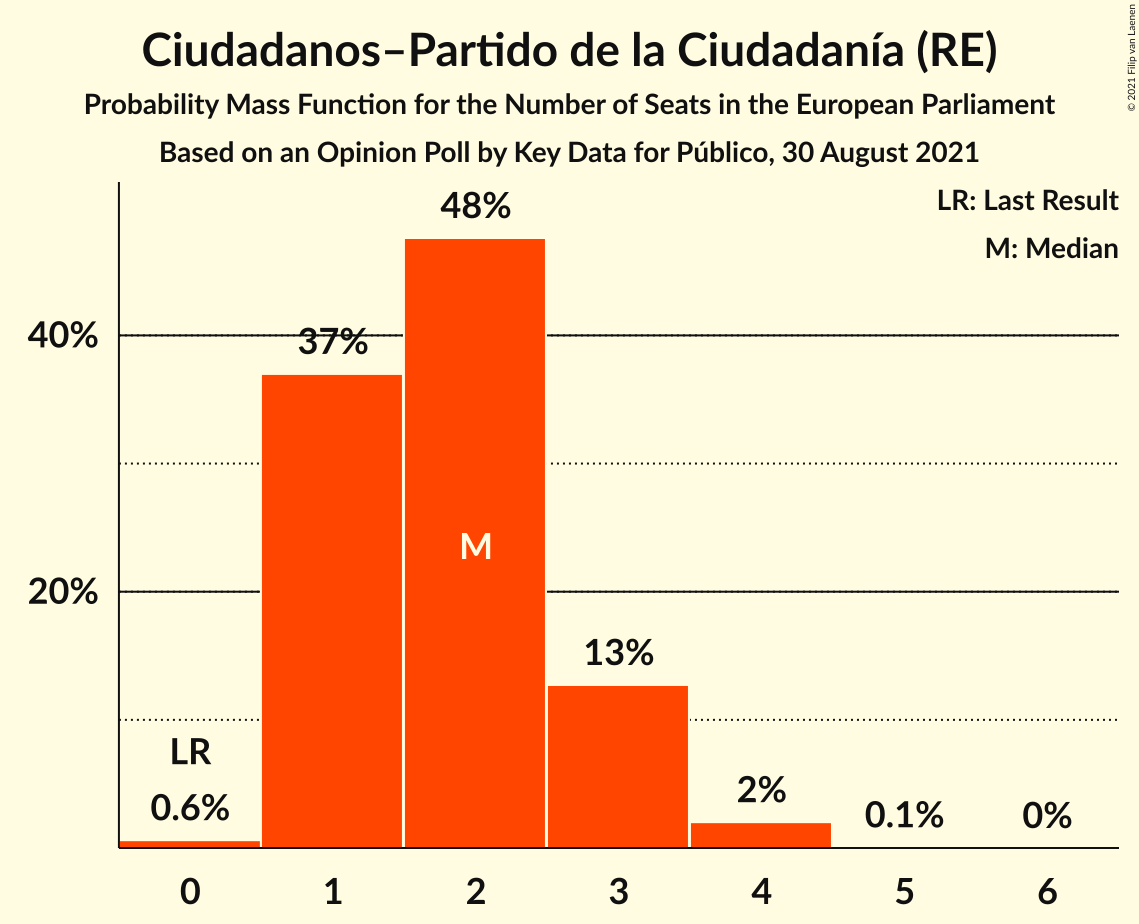 Ciudadanos–Partido de la Ciudadanía (RE)
Probability Mass Function for the Number of Seats in the European Parliament
Based on an Opinion Poll by Key Data for Público, 30 August 2021
© 2021 Filip van Laenen
LR: Last Result
M: Median
48%
40%
37%
M
20%
13%
LR
0.6%
2%
0.1%
0%
0 1 2 3 4 5 6